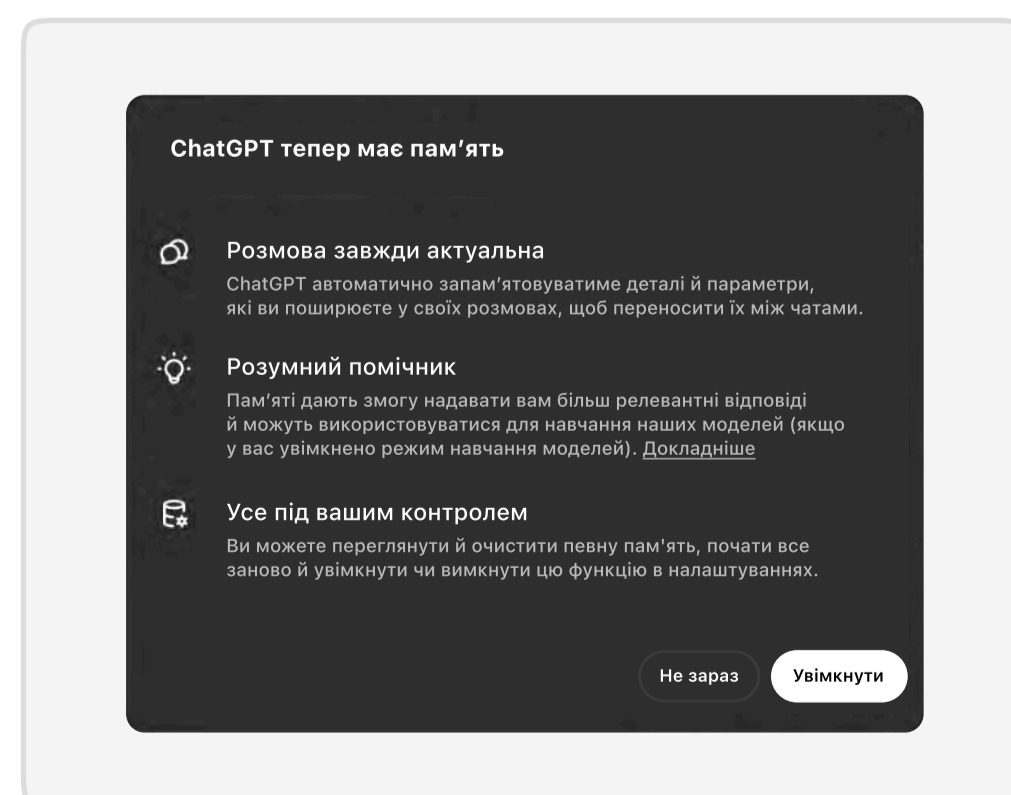 ChatGPT тепер має пам’ять
Розмова завжди актуальна
ChatGPT автоматично запам’ятовуватиме деталі й параметри,
які ви поширюєте у своїх розмовах, щоб переносити їх між чатами.
Розумний помічник
Пам’яті дають змогу надавати вам більш релевантні відповіді
й можуть використовуватися для навчання наших моделей (якщо
у вас увімкнено режим навчання моделей). Докладніше
Усе під вашим контролем
Ви можете переглянути й очистити певну пам'ять, почати все
заново й увімкнути чи вимкнути цю функцію в налаштуваннях.
Не зараз
Увімкнути